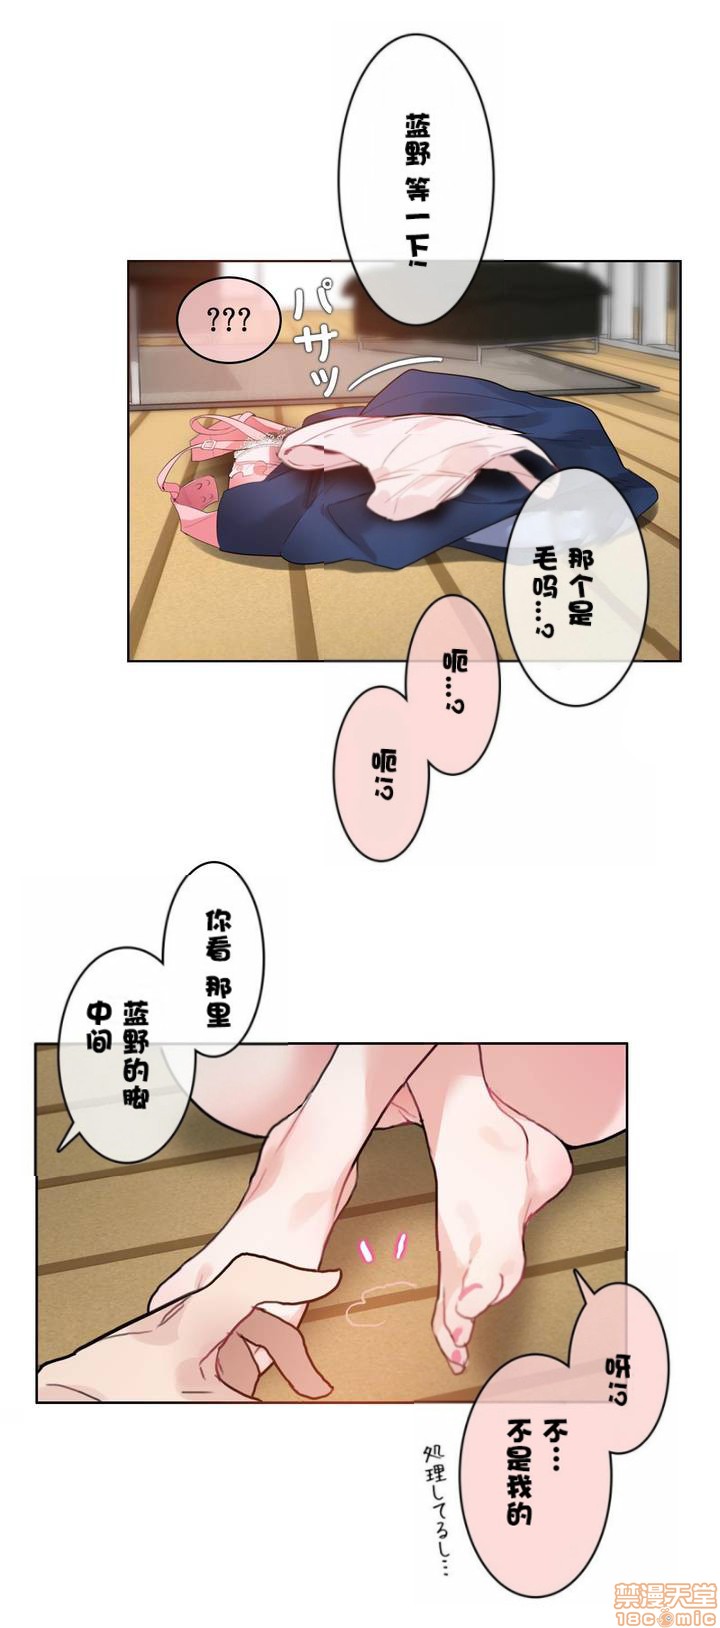 蓝野 等一下!
???
パサッ
那个是
毛吗…?
呃…?
呃!?
你看 那里
蓝野的脚
中间
呀!?
不…
不是我的
処理してるし…
禁漫天堂
18comic